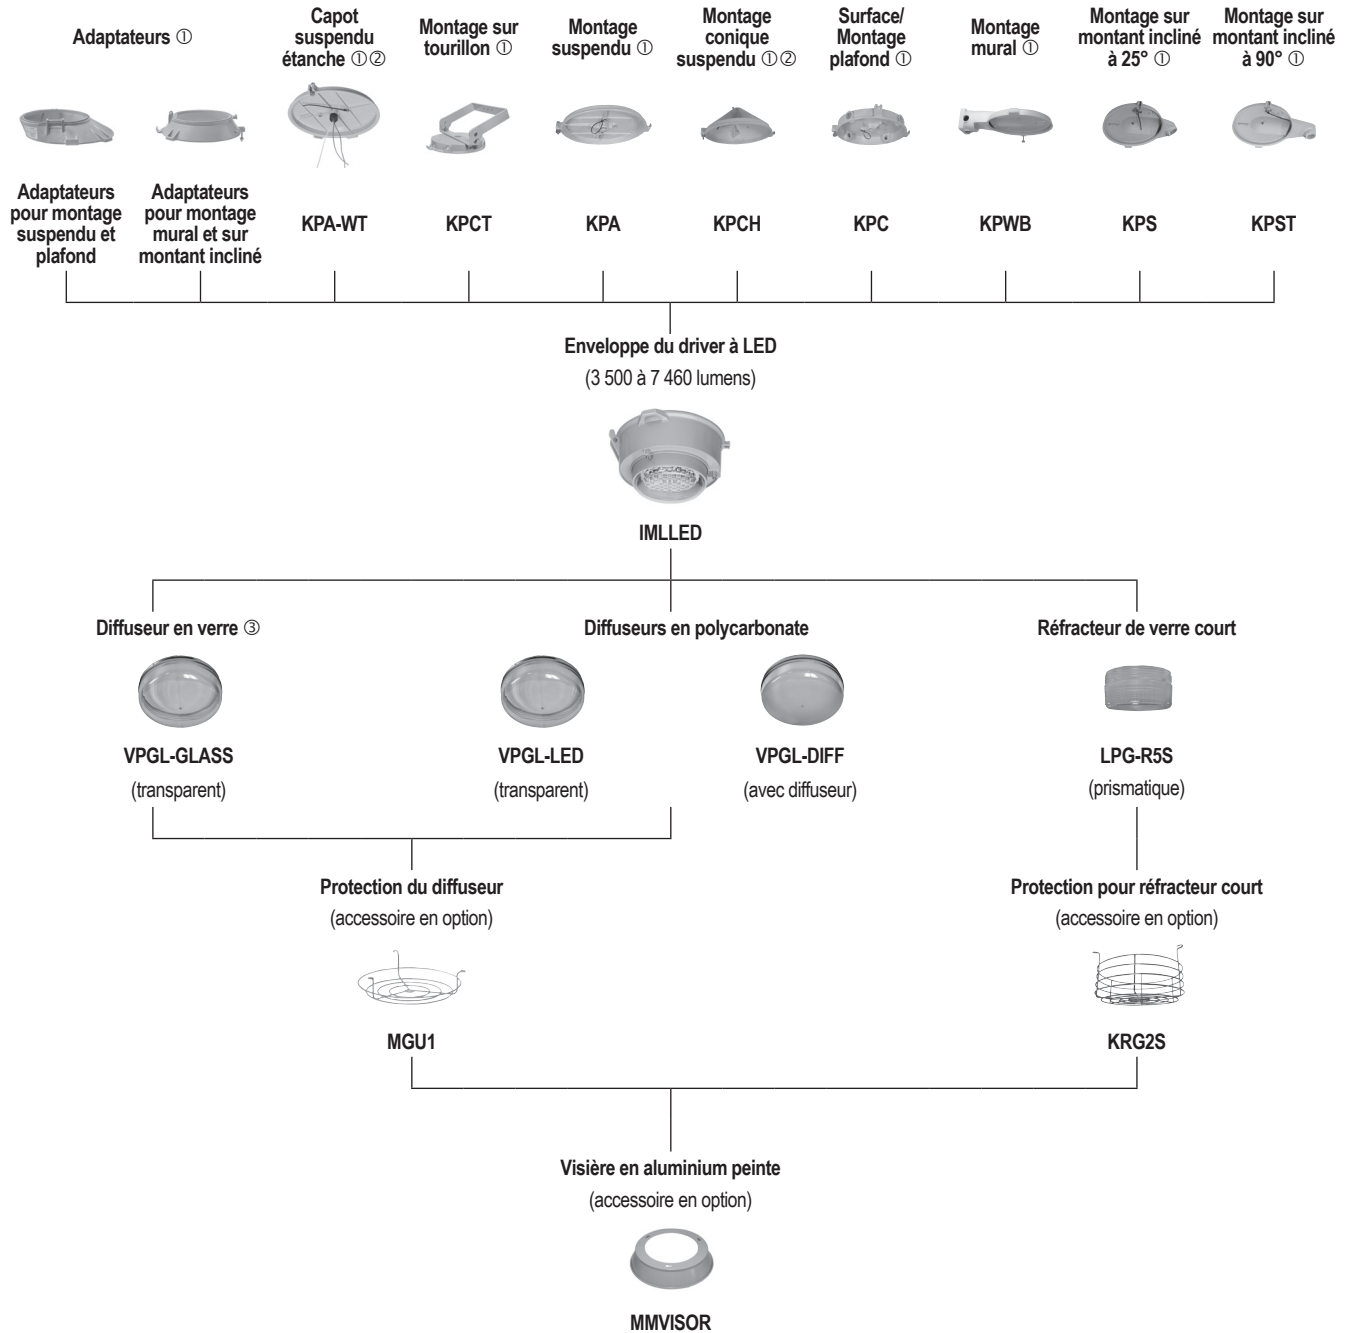 Adaptateurs ①
Capot
suspendu
étanche ①②
Montage sur
tourillon ①
Montage
suspendu ①
Montage
conique
suspendu ①②
Surface/
Montage
plafond ①
Montage
mural ①
Montage sur
montant incliné
à 25° ①
Montage sur
montant incliné
à 90° ①
Adaptateurs
pour montage
suspendu et
plafond
Adaptateurs
pour montage
mural et sur
montant incliné
KPA-WT
KPCT
KPA
KPCH
KPC
KPWB
KPS
KPST
Enveloppe du driver à LED
(3 500 à 7 460 lumens)
IMLLED
Diffuseur en verre ③
Diffuseurs en polycarbonate
Réfracteur de verre court
VPGL-GLASS
(transparent)
VPGL-LED
(transparent)
VPGL-DIFF
(avec diffuseur)
LPG-R5S
(prismatique)
Protection du diffuseur
(accessoire en option)
Protection pour réfracteur court
(accessoire en option)
MGU1
KRG2S
Visière en aluminium peinte
(accessoire en option)
MMVISOR